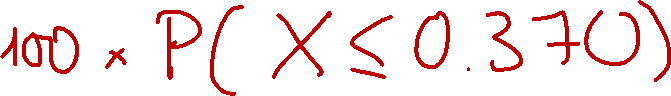 100 × P( X ≤ 0.370)